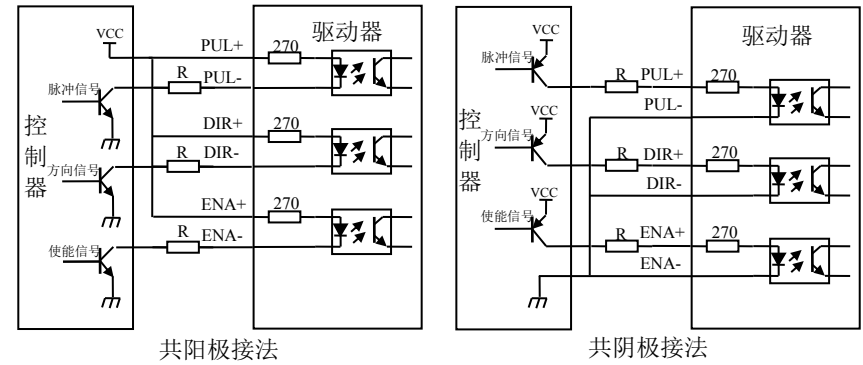 VCC
驱动器
PUL+
270
脉冲信号
R
PUL-
控制器
DIR+
270
方向信号
R
DIR-
ENA+
270
使能信号
R
ENA-
共阳极接法
VCC
驱动器
脉冲信号
R
PUL+
270
PUL-
控制器
VCC
方向信号
R
DIR+
270
DIR-
VCC
使能信号
R
ENA+
270
ENA-
共阴极接法